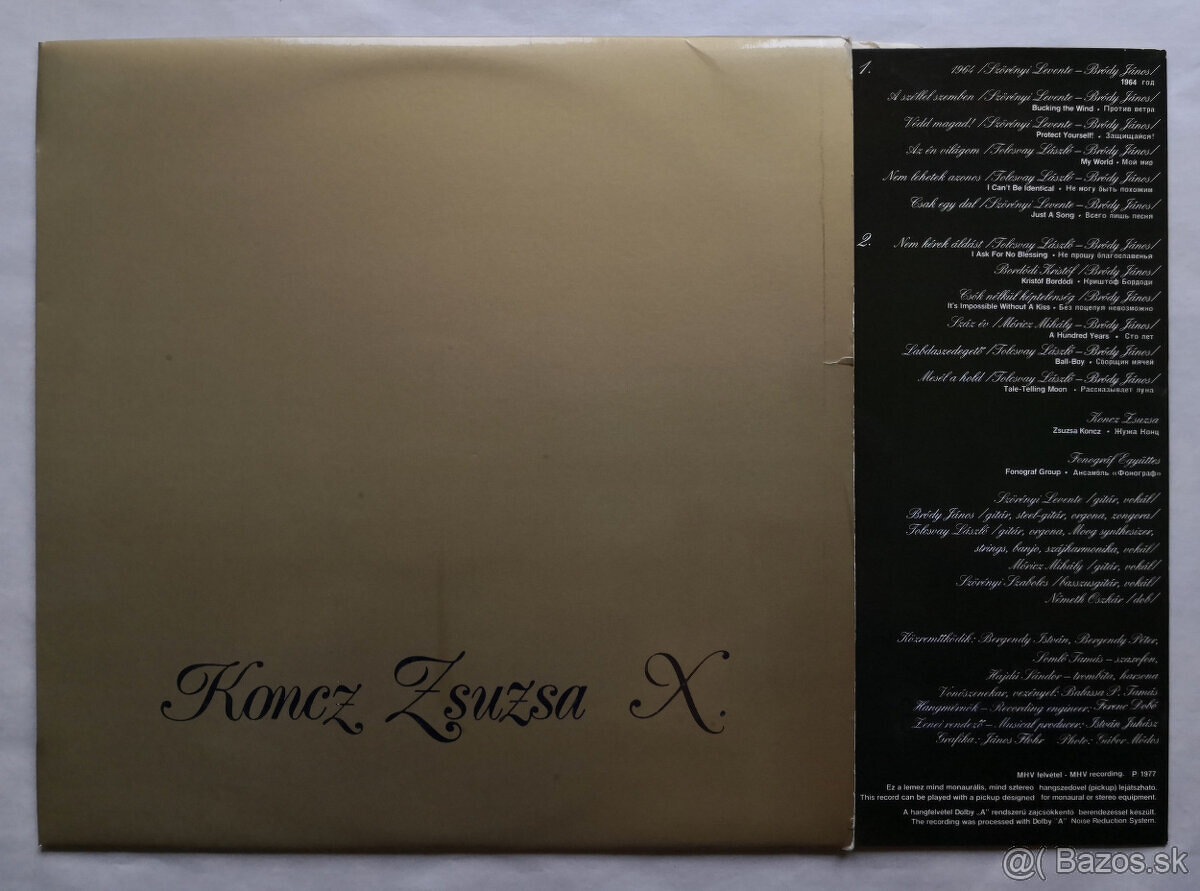 Koncz Zsuzsa X.
1.
1964 /Szörényi Levente – Bródy János/
1964 год
A széllel szemben /Szörényi Levente – Bródy János/
Bucking the Wind • Против ветра
Védd magad! /Szörényi Levente – Bródy János/
Protect Yourself! • Защищайся!
Az én világom /Tolcsvay László – Bródy János/
My World • Мой мир
Nem lehetek azonos /Tolcsvay László – Bródy János/
I Can't Be Identical • Не могу быть похожим
Csak egy dal /Szörényi Levente – Bródy János/
Just A Song • Всего лишь песня
2.
Nem kérek áldást /Tolcsvay László – Bródy János/
I Ask For No Blessing • Не прошу благославенья
Bordódi Kristóf /Bródy János/
Kristóf Bordódi • Криштоф Бордоди
Csók nélkül képtelenség /Bródy János/
It's Impossible Without A Kiss • Без поцелуя невозможно
Száz év /Móricz Mihály – Bródy János/
A Hundred Years • Сто лет
Labdaszedegető /Tolcsvay László – Bródy János/
Ball-Boy • Сборщик мячей
Mesél a hold /Tolcsvay László – Bródy János/
Tale-Telling Moon • Рассказывает луна
Koncz Zsuzsa
Zsuzsa Koncz • Жужа Конц
Fonográf Együttes
Fonograf Group • Ансамбль «Фонограф»
Szörényi Levente /gitár, vokál/
Bródy János /gitár, steel-gitár, orgona, zongora/
Tolcsvay László /gitár, orgona, Moog synthesizer,
strings, banjo, szájharmonika, vokál/
Móricz Mihály /gitár, vokál/
Szörényi Szabolcs /basszusgitár, vokál/
Németh Oszkár /dob/
Közreműködik: Bergendy István, Bergendy Péter,
Somló Tamás – szaxofon,
Hajdú Sándor – trombita, harsona
Vonószenekar, vezényel: Balassa P. Tamás
Hangmérnök – Recording engineer: Ferenc Dobó
Zenei rendező – Musical producer: István Juhász
Grafika: János Flohr Photo: Gábor Módos
MHV felvétel - MHV recording. P 1977
Ez a lemez mind monaurális, mind sztereo hangszedővel (pickup) lejátszható.
This record can be played with a pickup designed for monaural or stereo equipment.
A hangfelvétel Dolby „A" rendszerű zajcsökkentő berendezéssel készült.
The recording was processed with Dolby "A" Noise Reduction System.
@( Bazos.sk